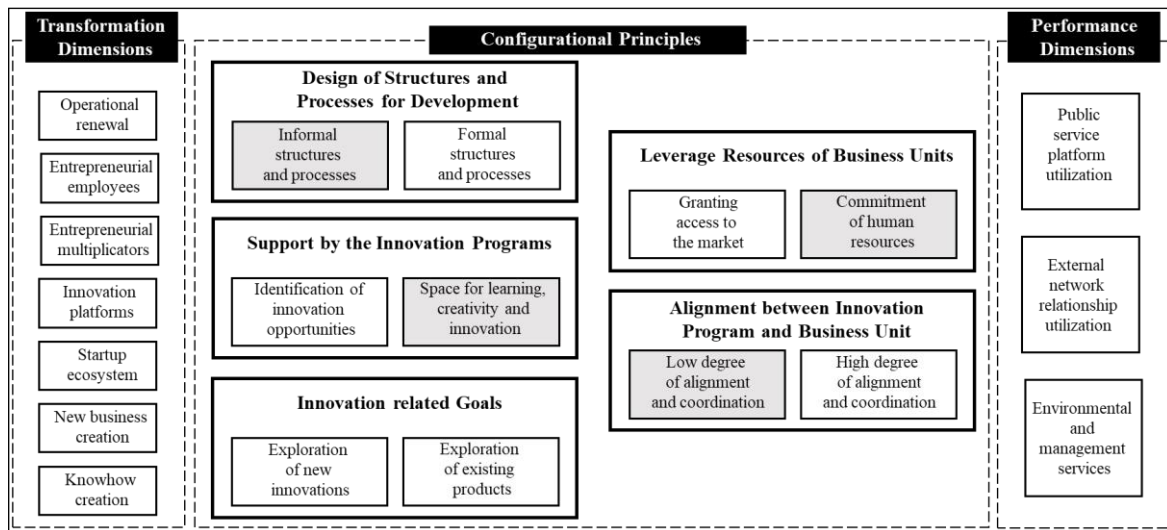 Transformation
Dimensions
Operational
renewal
Entrepreneurial
employees
Entrepreneurial
multiplicators
Innovation
platforms
Startup
ecosystem
New business
creation
Knowhow
creation
Configurational Principles
Design of Structures and
Processes for Development
Informal
structures
and processes
Formal
structures
and processes
Support by the Innovation Programs
Identification of
innovation
opportunities
Space for learning,
creativity and
innovation
Innovation related Goals
Exploration
of new
innovations
Exploration
of existing
products
Leverage Resources of Business Units
Granting
access to
the market
Commitment
of human
resources
Alignment between Innovation
Program and Business Unit
Low degree
of alignment
and coordination
High degree
of alignment
and coordination
Performance
Dimensions
Public
service
platform
utilization
External
network
relationship
utilization
Environmental
and
management
services